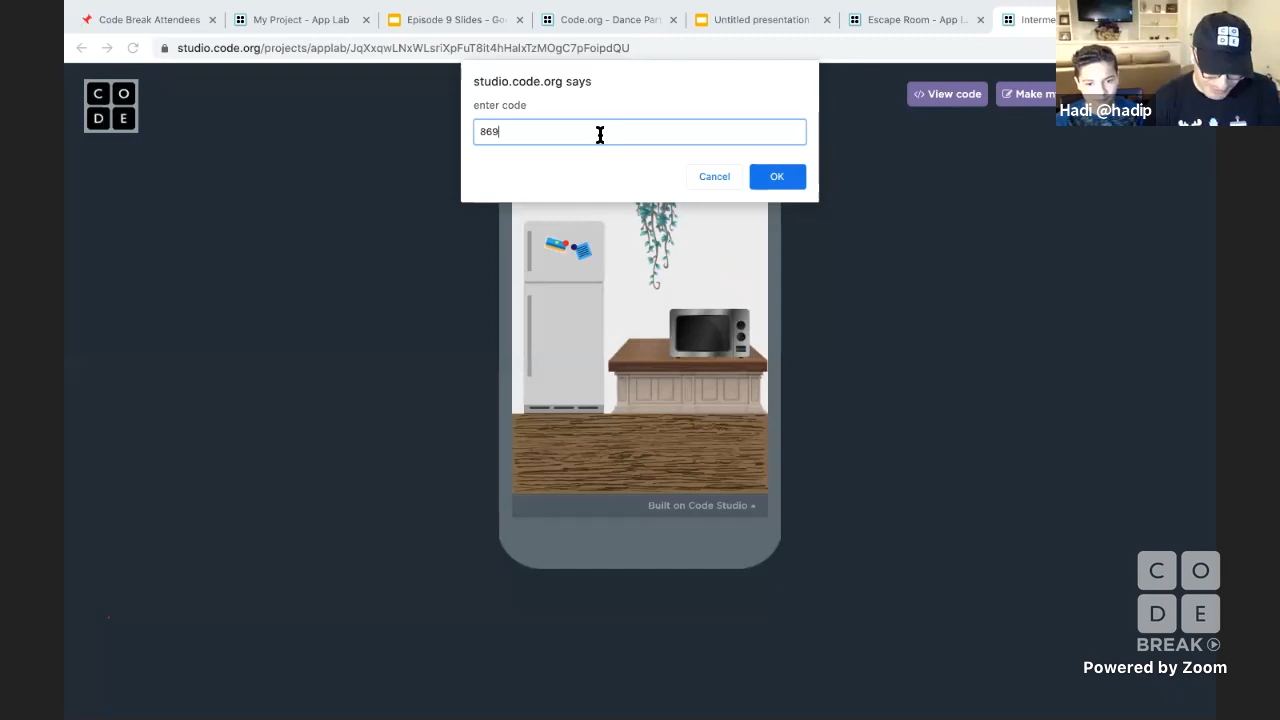 Code Break Attendees
My Project - App Lab
Episode 9 Slides - Go
Code.org - Dance Par
Untitled presentation
Escape Room - App L
Interme
studio.code.org/projects/applab/JqXxqwLNxWLsriXpFuT8it4hHaIxTzMOgC7pFoipdQU
C O
D E
studio.code.org says
enter code
869
Cancel
OK
</> View code
Make m
Hadi @hadip
Built on Code Studio
C O
D E
BREAK
Powered by Zoom